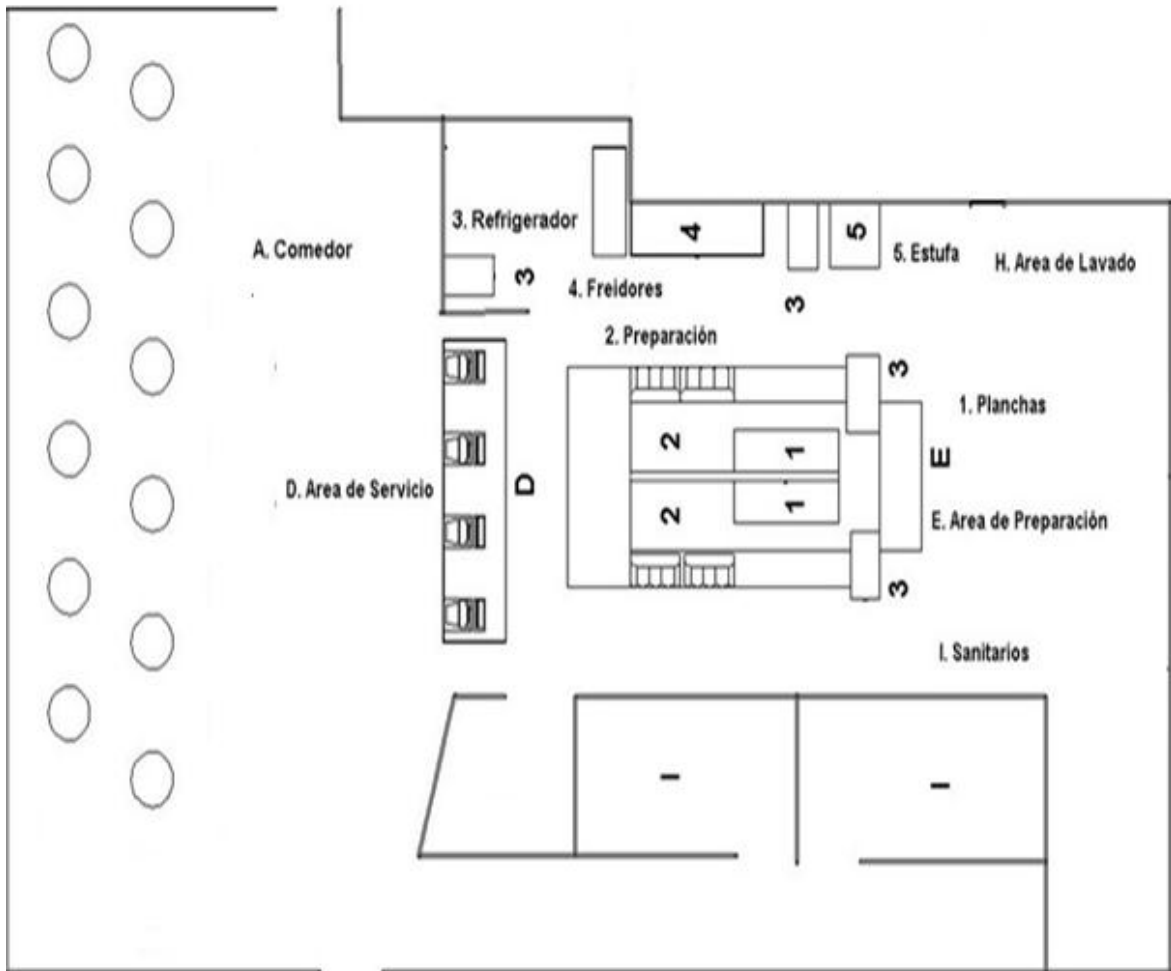 3. Refrigerador
4
5
A. Comedor
5. Estufa
H. Area de Lavado
3
4. Freidores
3
2. Preparación
3
1. Planchas
2
1
E
D. Area de Servicio
D
2
1
E. Area de Preparación
3
I. Sanitarios
I
I